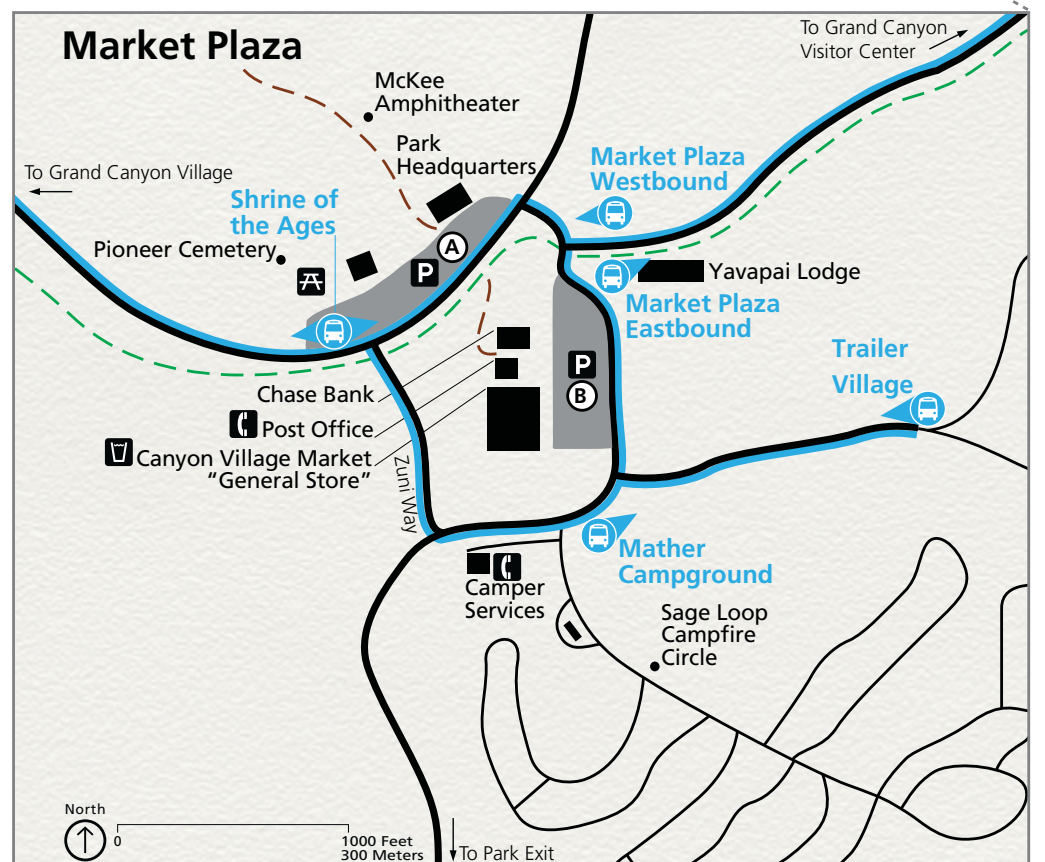 Market Plaza
To Grand Canyon
Visitor Center
McKee
Amphitheater
Park
Headquarters
To Grand Canyon Village
Market Plaza
Westbound
Shrine of
the Ages
Pioneer Cemetery
A
P
Yavapai Lodge
Market Plaza
Eastbound
Trailer
Village
P
B
Chase Bank
Post Office
Canyon Village Market
“General Store”
Zuni Way
Mather
Campground
Camper
Services
Sage Loop
Campfire
Circle
North
0
1000 Feet
300 Meters
To Park Exit